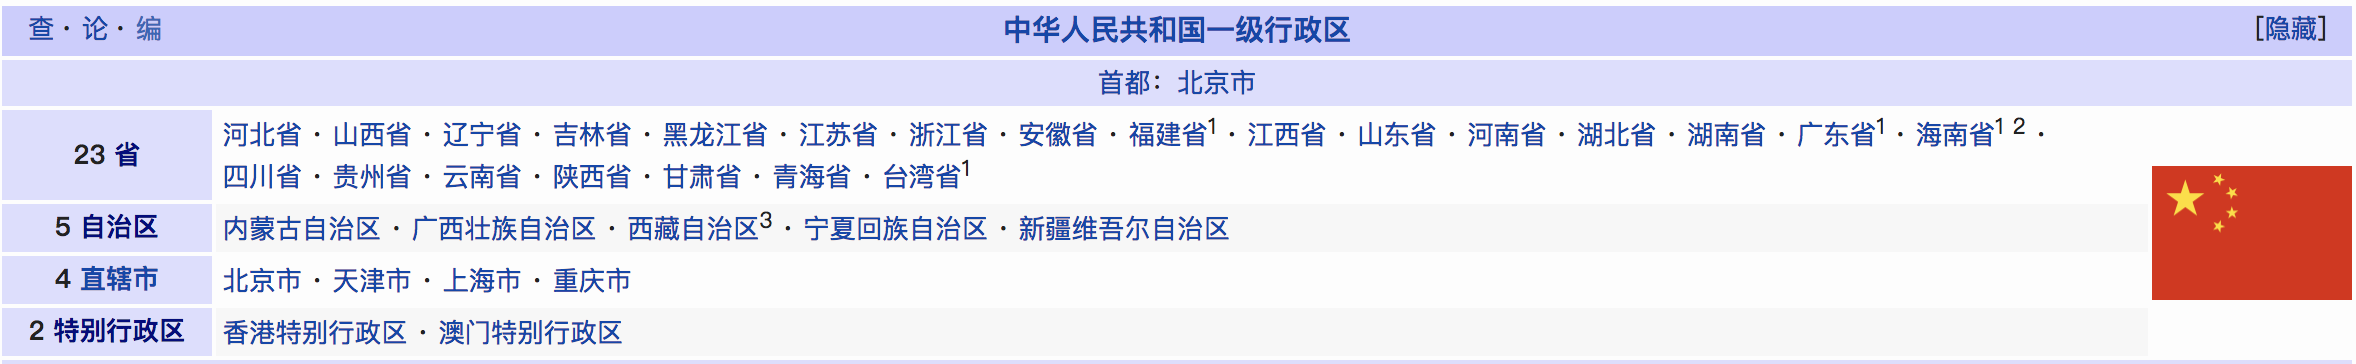 查·论·编 中华人民共和国一级行政区 [隐藏]
首都：北京市
23 省 河北省 · 山西省 · 辽宁省 · 吉林省 · 黑龙江省 · 江苏省 · 浙江省 · 安徽省 · 福建省1 · 江西省 · 山东省 · 河南省 · 湖北省 · 湖南省 · 广东省1 · 海南省1 2 ·
四川省 · 贵州省 · 云南省 · 陕西省 · 甘肃省 · 青海省 · 台湾省1
5 自治区 内蒙古自治区 · 广西壮族自治区 · 西藏自治区3 · 宁夏回族自治区 · 新疆维吾尔自治区
4 直辖市 北京市 · 天津市 · 上海市 · 重庆市
2 特别行政区 香港特别行政区 · 澳门特别行政区